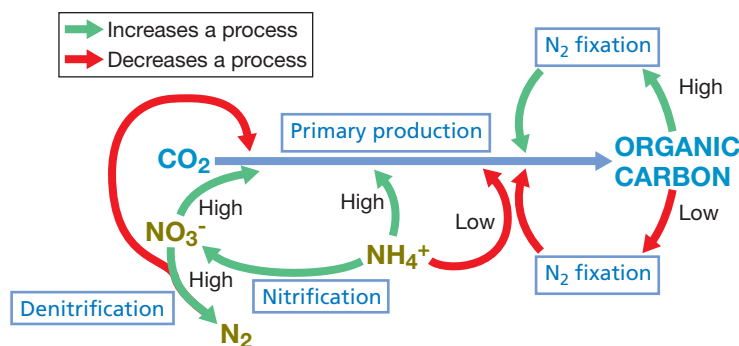 Increases a process
Decreases a process
N₂ fixation
High
Primary production
CO₂
ORGANIC
CARBON
High
High
Low
Low
NO₃⁻
NH₄⁺
High
N₂ fixation
Denitrification
Nitrification
N₂